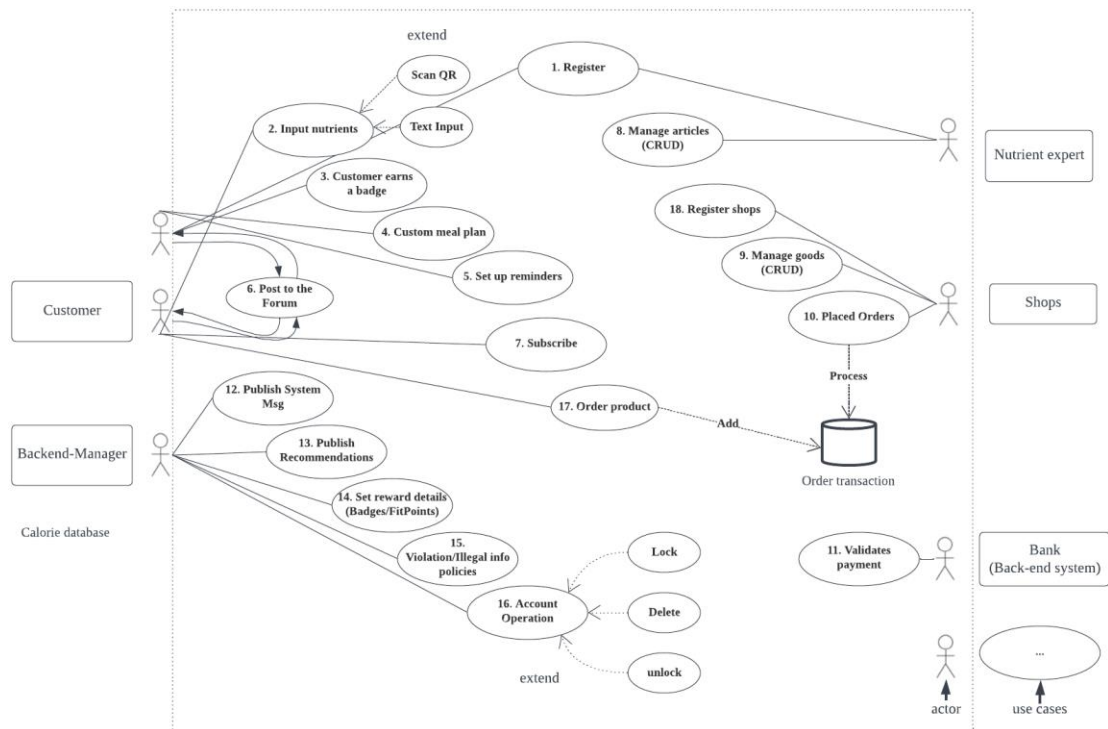 extend
Scan QR
1. Register
2. Input nutrients
Text Input
8. Manage articles
(CRUD)
Nutrient expert
3. Customer earns
a badge
18. Register shops
4. Custom meal plan
9. Manage goods
(CRUD)
5. Set up reminders
6. Post to the
Forum
Customer
Shops
10. Placed Orders
7. Subscribe
Process
12. Publish System
Msg
17. Order product
Add
13. Publish
Recommendations
Backend-Manager
Order transaction
14. Set reward details
(Badges/FitPoints)
Calorie database
15.
Violation/Illegal info
policies
Lock
11. Validates
payment
Bank
(Back-end system)
16. Account
Operation
Delete
extend
unlock
...
actor
use cases